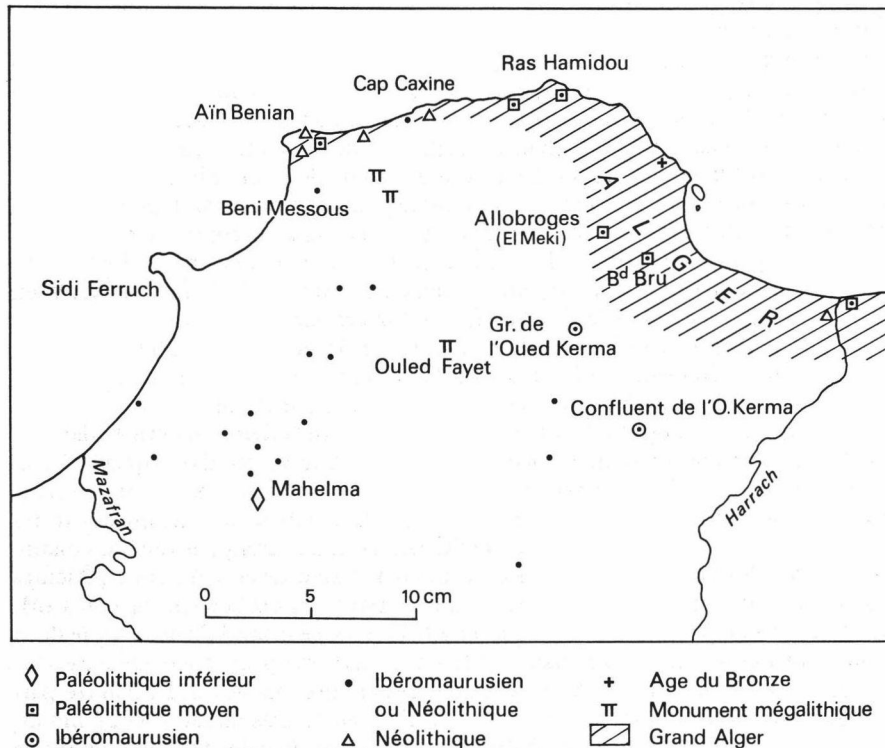 Ras Hamidou
Cap Caxine
Aïn Benian
Beni Messous
Allobroges
(El Meki)
ALGER
Bd Bru
Sidi Ferruch
Gr. de
l'Oued Kerma
Ouled Fayet
Confluent de l'O.Kerma
Mahelma
Mazafran
Harrach
0 5 10 cm
Paléolithique inférieur
Paléolithique moyen
Ibéromaurusien
Ibéromaurusien
ou Néolithique
Néolithique
Age du Bronze
Monument mégalithique
Grand Alger